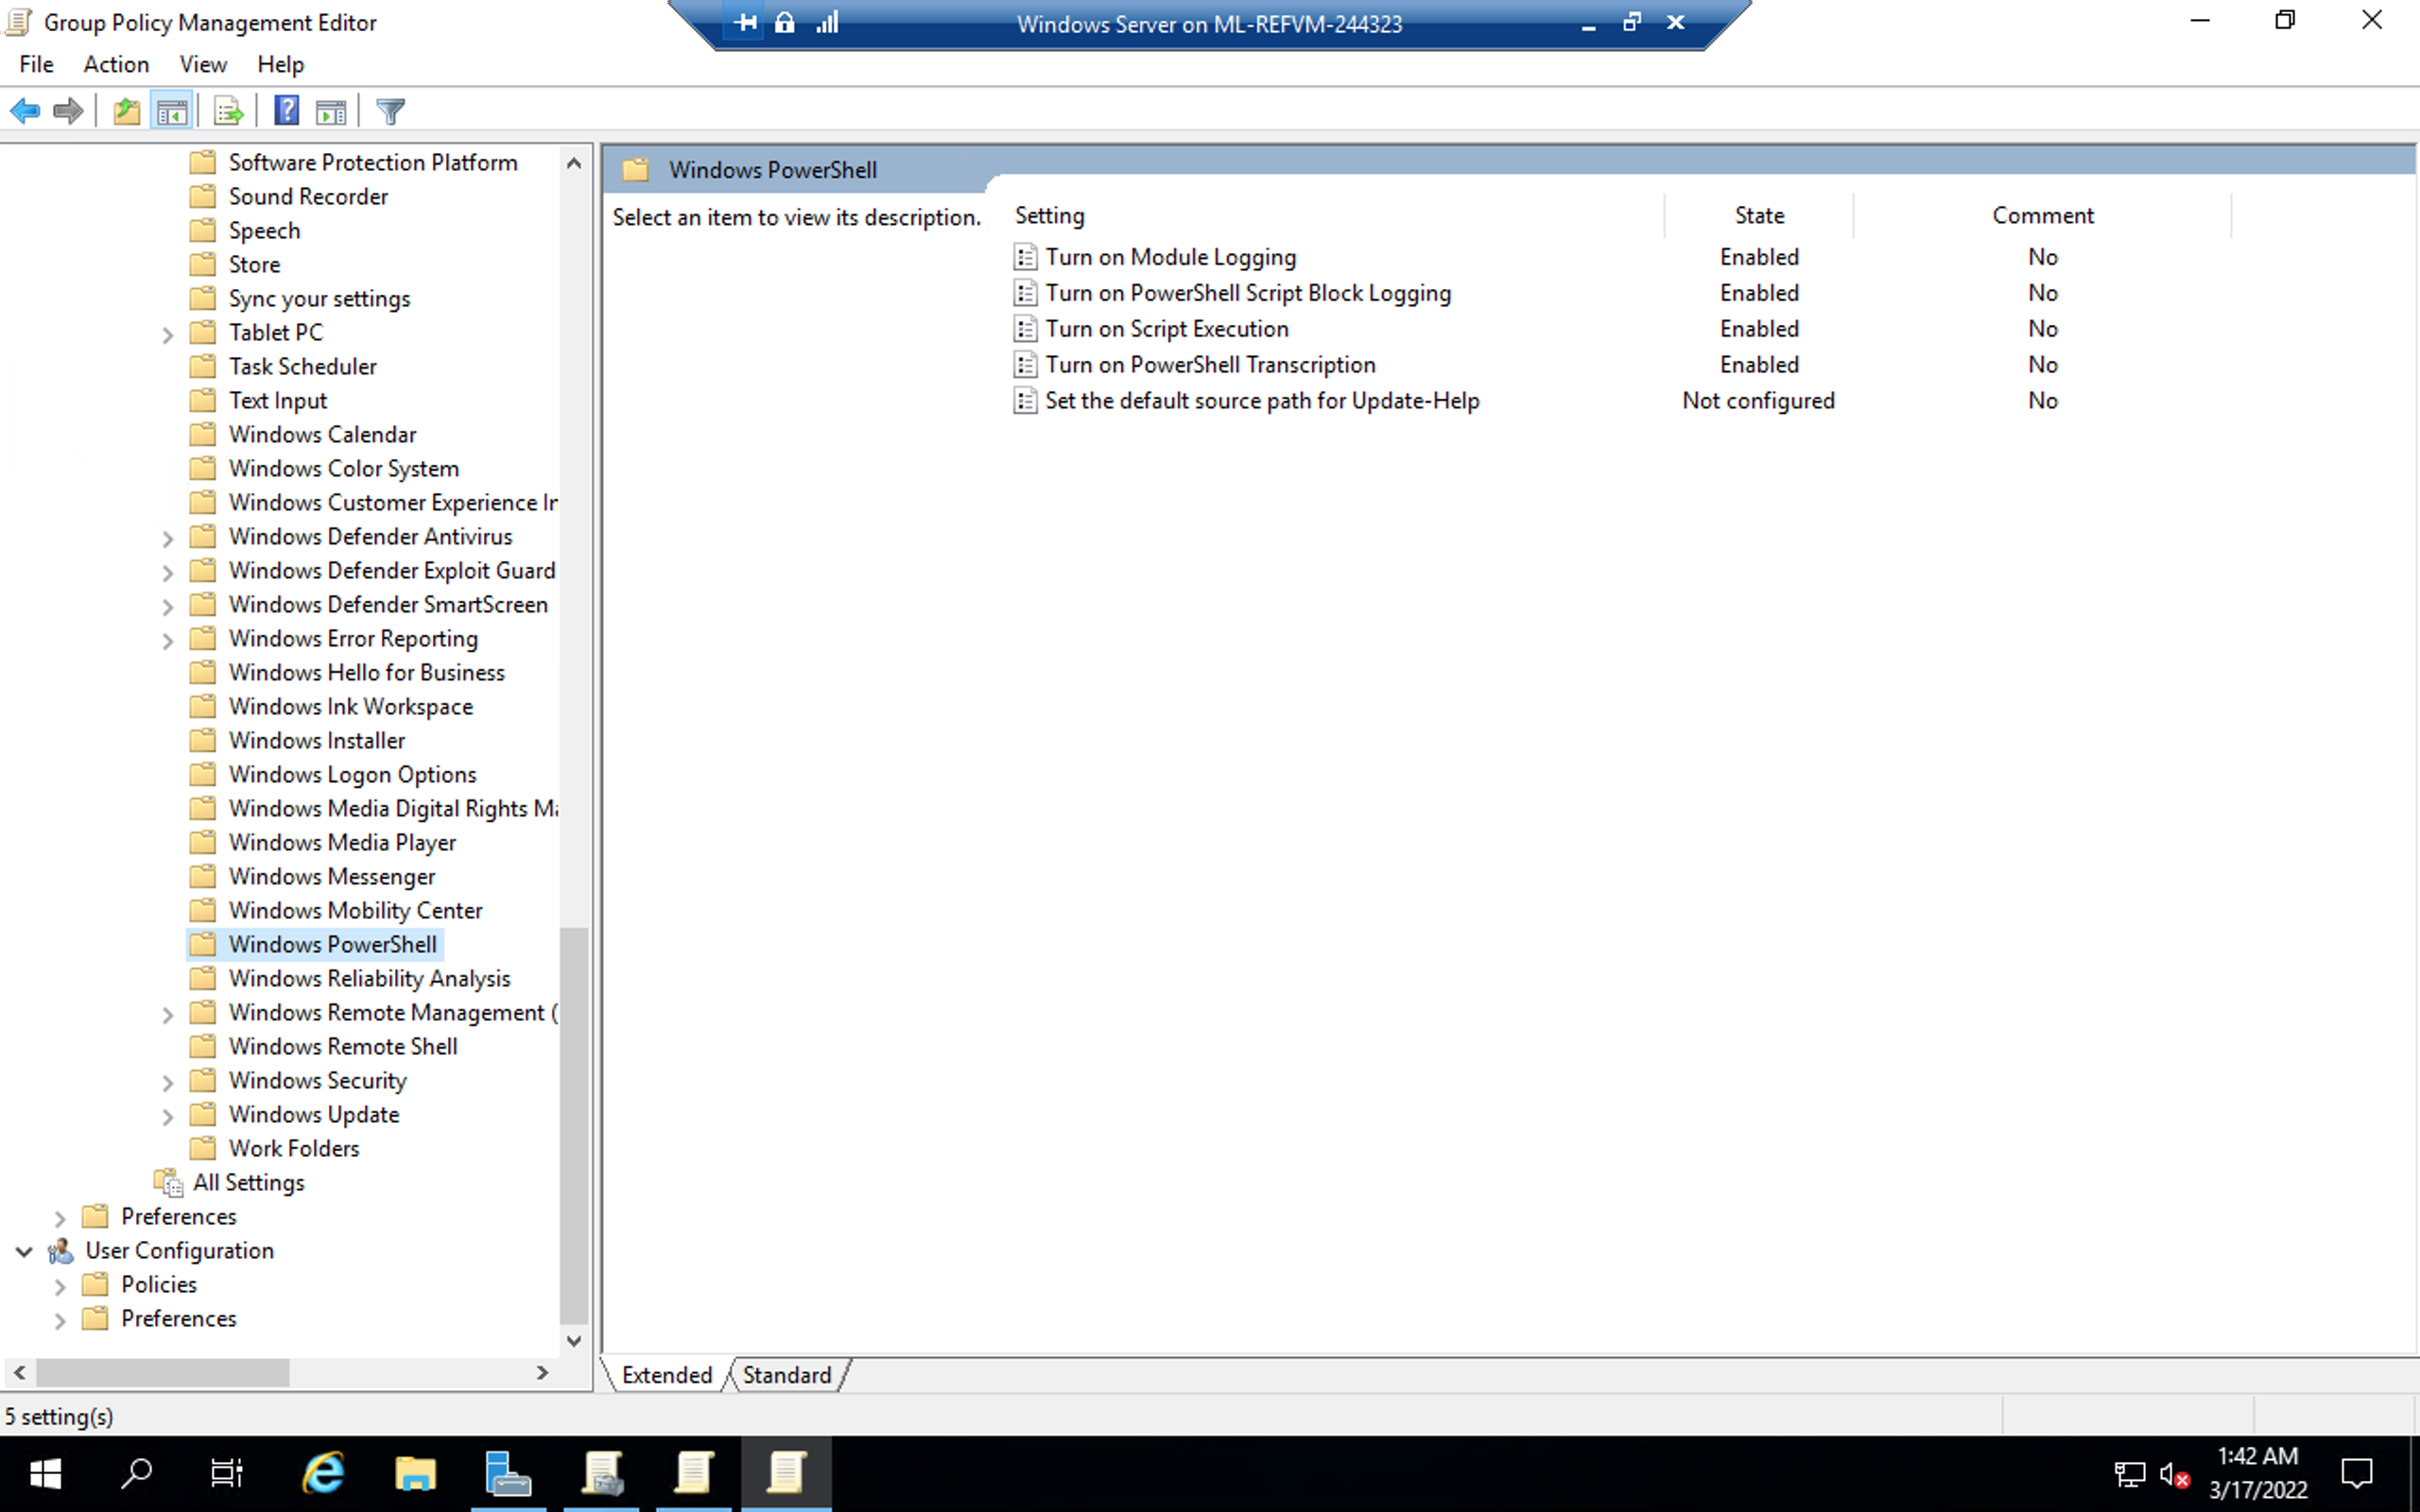 Group Policy Management Editor
Windows Server on ML-REFVM-244323
File Action View Help
Software Protection Platform
Sound Recorder
Speech
Store
Sync your settings
Tablet PC
Task Scheduler
Text Input
Windows Calendar
Windows Color System
Windows Customer Experience Ir
Windows Defender Antivirus
Windows Defender Exploit Guard
Windows Defender SmartScreen
Windows Error Reporting
Windows Hello for Business
Windows Ink Workspace
Windows Installer
Windows Logon Options
Windows Media Digital Rights Ma
Windows Media Player
Windows Messenger
Windows Mobility Center
Windows PowerShell
Windows Reliability Analysis
Windows Remote Management (
Windows Remote Shell
Windows Security
Windows Update
Work Folders
All Settings
Preferences
User Configuration
Policies
Preferences
Windows PowerShell
Select an item to view its description.
Setting State Comment
Turn on Module Logging Enabled No
Turn on PowerShell Script Block Logging Enabled No
Turn on Script Execution Enabled No
Turn on PowerShell Transcription Enabled No
Set the default source path for Update-Help Not configured No
Extended Standard
5 setting(s)
1:42 AM
3/17/2022